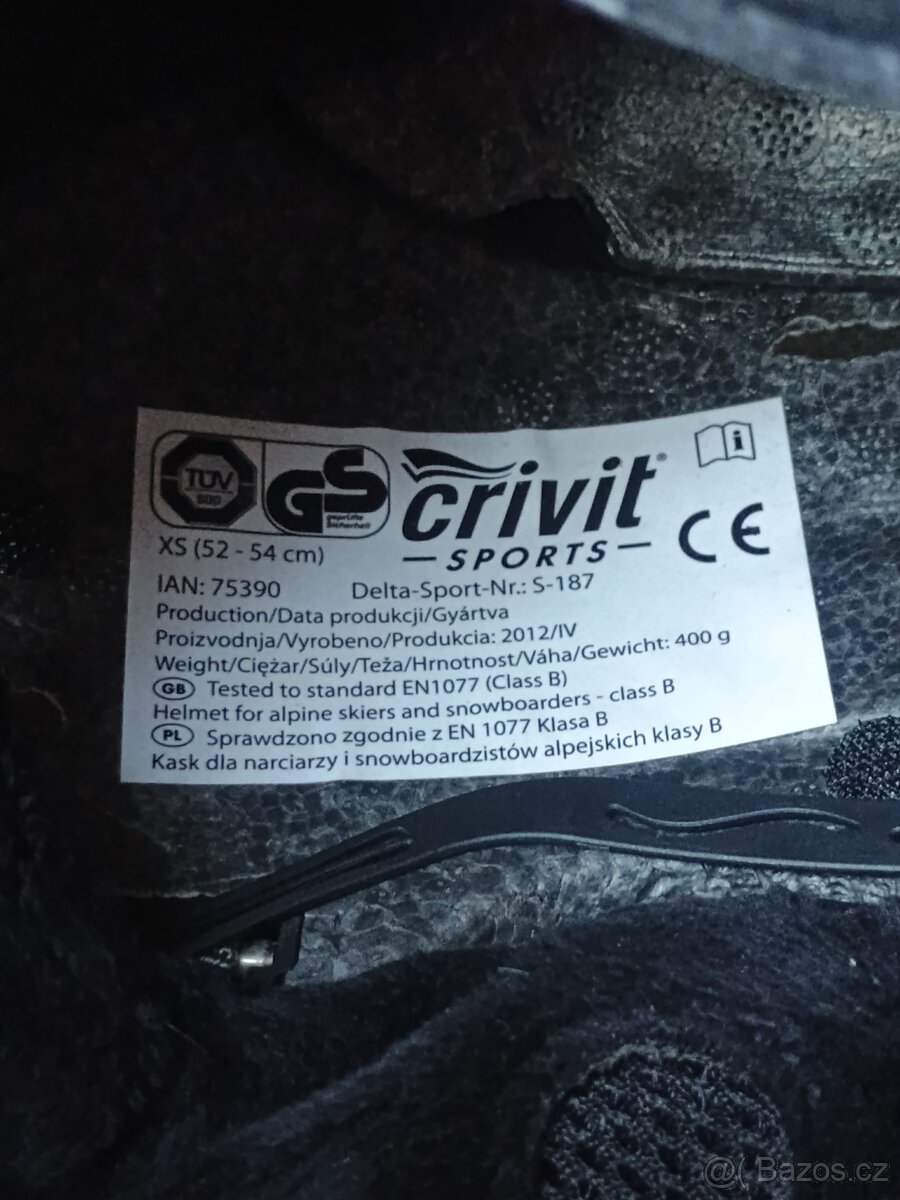 TÜV
SÜD
GS
geprüfte
Sicherheit
crivit®
SPORTS
CE
XS (52 - 54 cm)
IAN: 75390 Delta-Sport-Nr.: S-187
Production/Data produkcji/Gyártva
Proizvodnja/Vyrobeno/Produkcia: 2012/IV
Weight/Ciężar/Súly/Teža/Hrnotnost/Váha/Gewicht: 400 g
GB Tested to standard EN1077 (Class B)
Helmet for alpine skiers and snowboarders - class B
PL Sprawdzono zgodnie z EN 1077 Klasa B
Kask dla narciarzy i snowboardzistów alpejskich klasy B
@( Bazos.cz